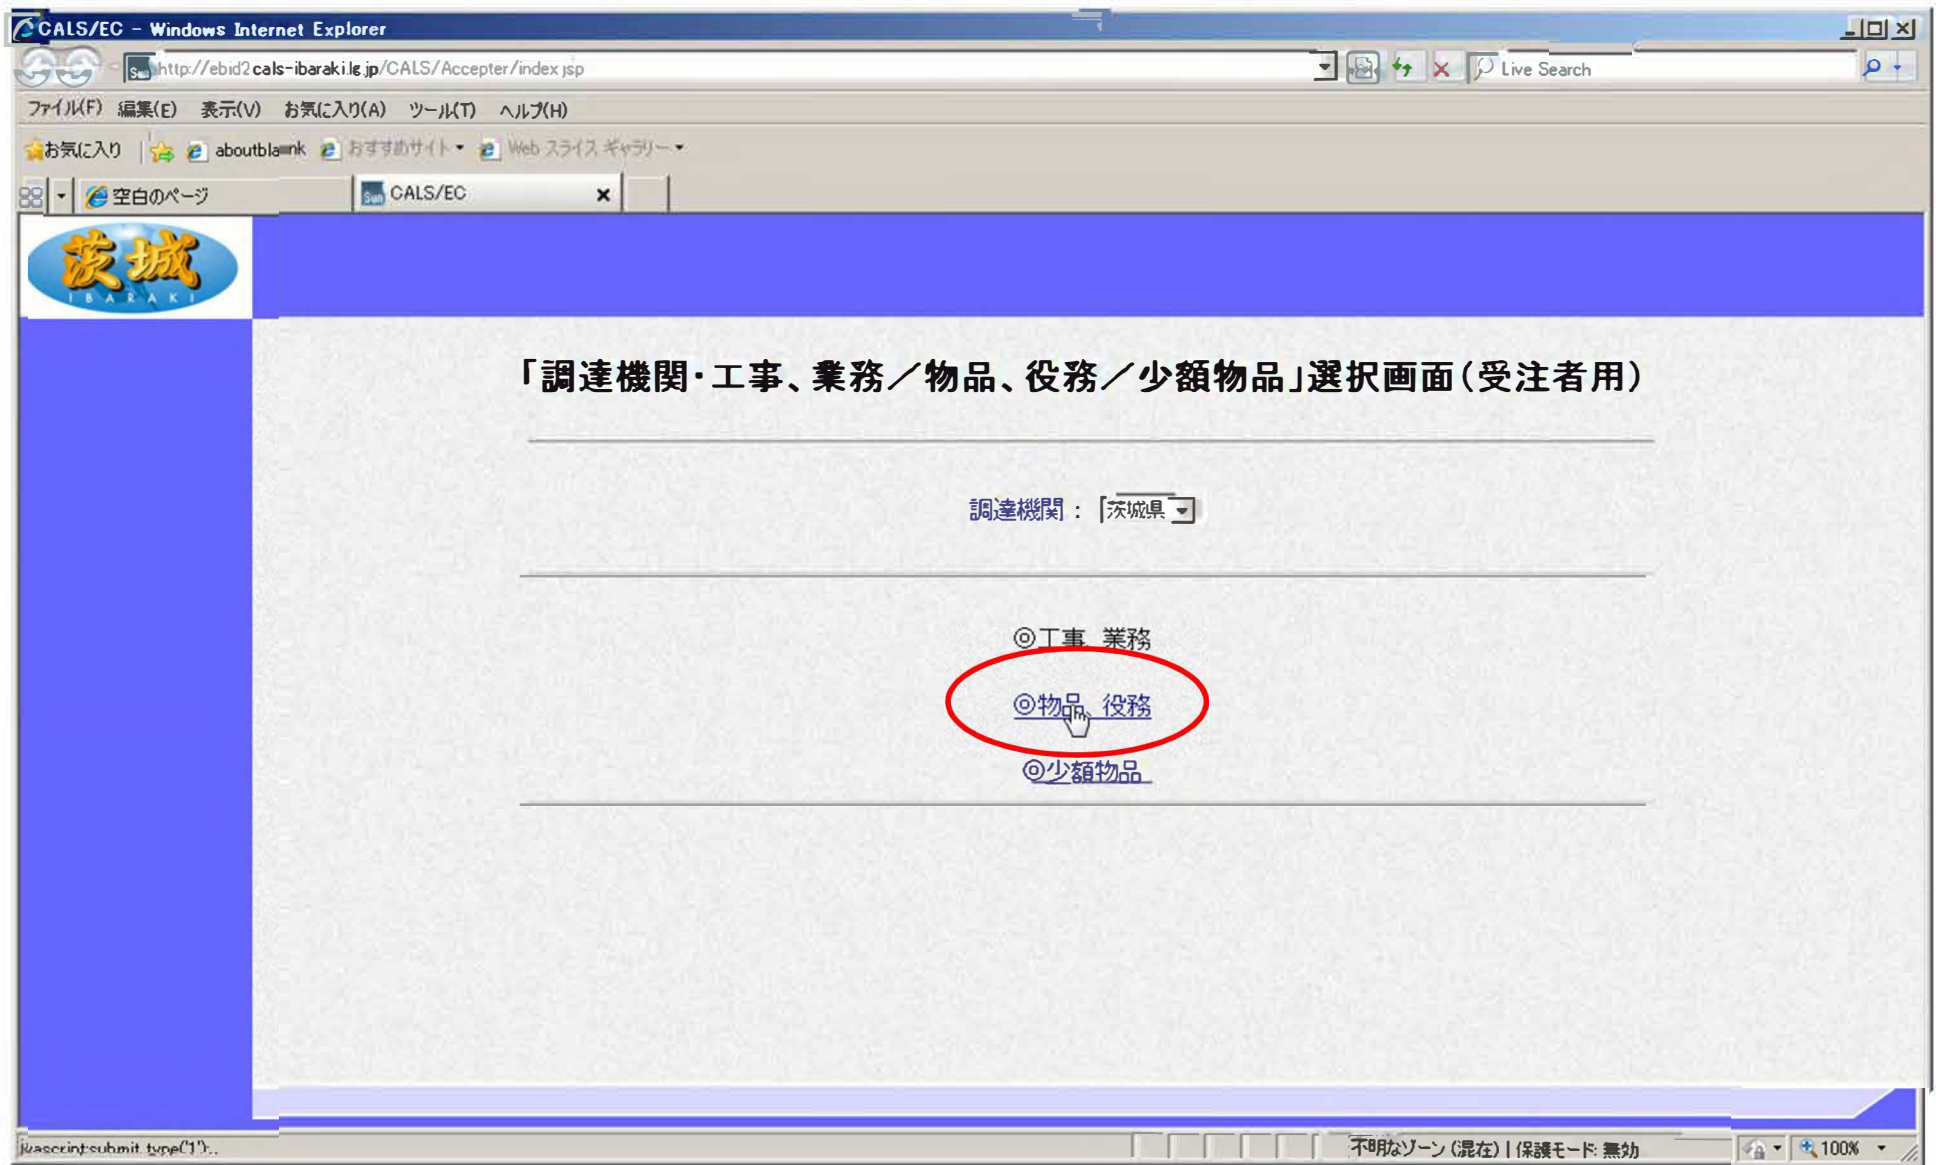 CALS/EC - Windows Internet Explorer
http://ebid2.cals-ibaraki.lg.jp/CALS/Accepter/index.jsp
Live Search
ファイル(F) 編集(E) 表示(V) お気に入り(A) ツール(T) ヘルプ(H)
お気に入り おすすめサイト Web スライス ギャラリー
空白のページ CALS/EC
茨城
IBARAKI
「調達機関・工事、業務／物品、役務／少額物品」選択画面（受注者用）
調達機関： 茨城県
◎工事、業務
◎物品、役務
◎少額物品
不明なゾーン (混在) | 保護モード: 無効 100%